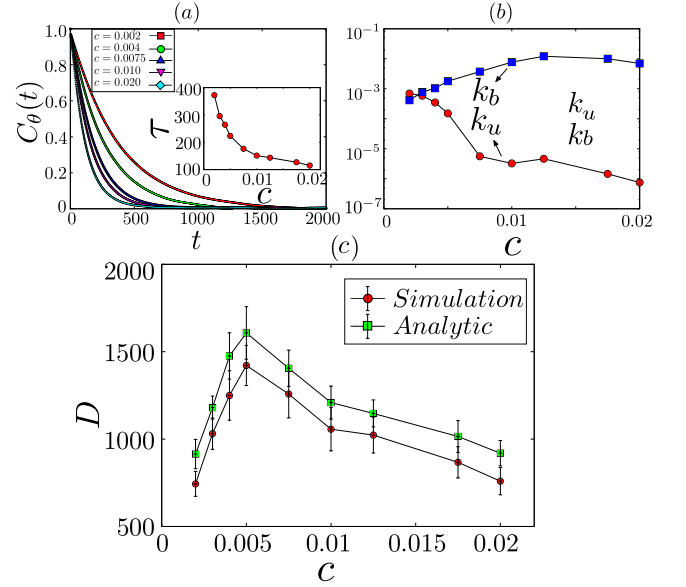 (a)
C_θ(t)
1
0.8
0.6
0.4
0.2
0
0 500 1000 1500 2000
t
c = 0.002
c = 0.004
c = 0.0075
c = 0.010
c = 0.020
τ
400
300
200
100
0 0.01 0.02
c
(b)
10^-1
10^-3
10^-5
10^-7
0 0.01 0.02
c
k_b
k_u
k_u
kb
(c)
D
2000
1500
1000
500
0 0.005 0.01 0.015 0.02
c
Simulation
Analytic